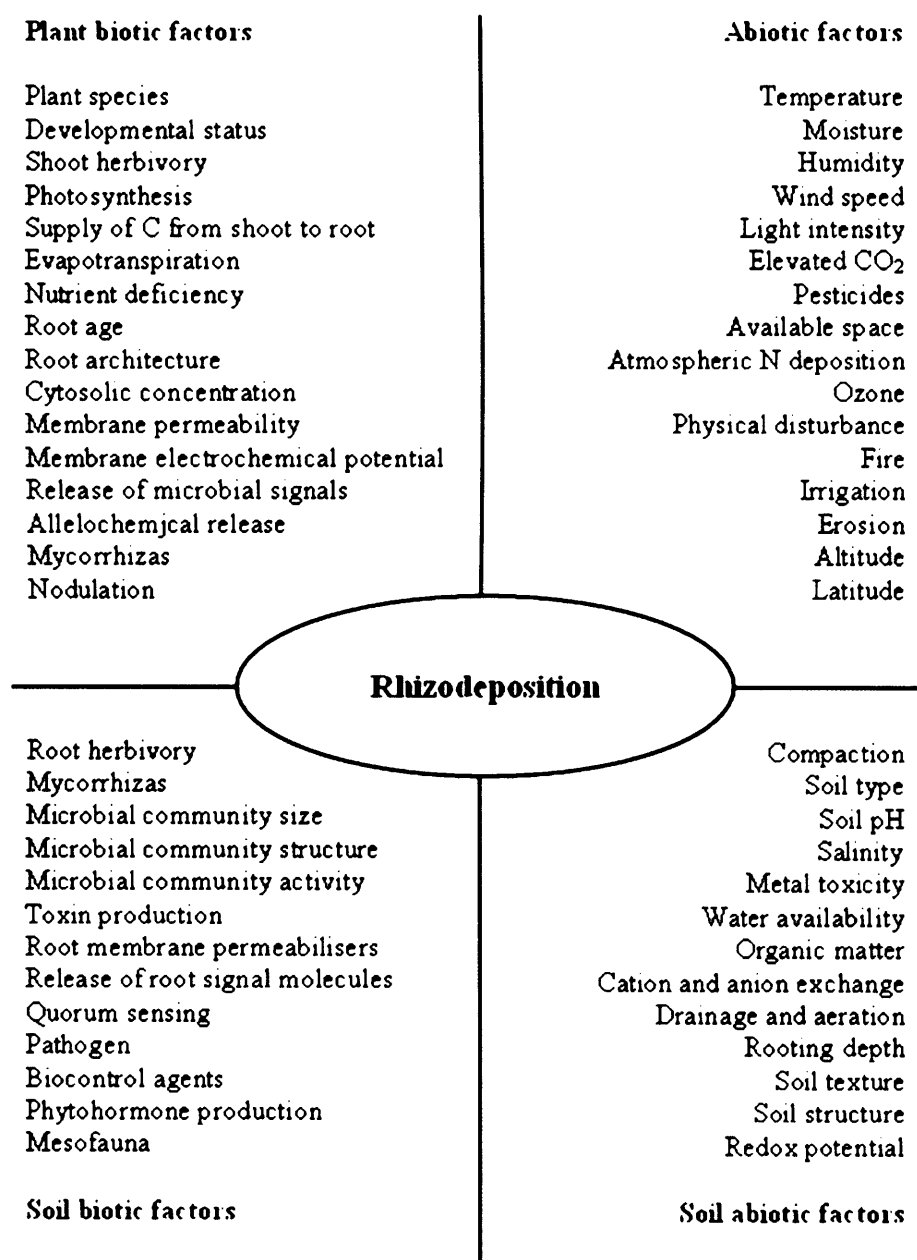 Plant biotic factors
Plant species
Developmental status
Shoot herbivory
Photosynthesis
Supply of C from shoot to root
Evapotranspiration
Nutrient deficiency
Root age
Root architecture
Cytosolic concentration
Membrane permeability
Membrane electrochemical potential
Release of microbial signals
Allelochemjcal release
Mycorrhizas
Nodulation
Abiotic factors
Temperature
Moisture
Humidity
Wind speed
Light intensity
Elevated CO2
Pesticides
Available space
Atmospheric N deposition
Ozone
Physical disturbance
Fire
Irrigation
Erosion
Altitude
Latitude
Rhizodeposition
Root herbivory
Mycorrhizas
Microbial community size
Microbial community structure
Microbial community activity
Toxin production
Root membrane permeabilisers
Release of root signal molecules
Quorum sensing
Pathogen
Biocontrol agents
Phytohormone production
Mesofauna
Soil biotic factors
Compaction
Soil type
Soil pH
Salinity
Metal toxicity
Water availability
Organic matter
Cation and anion exchange
Drainage and aeration
Rooting depth
Soil texture
Soil structure
Redox potential
Soil abiotic factors